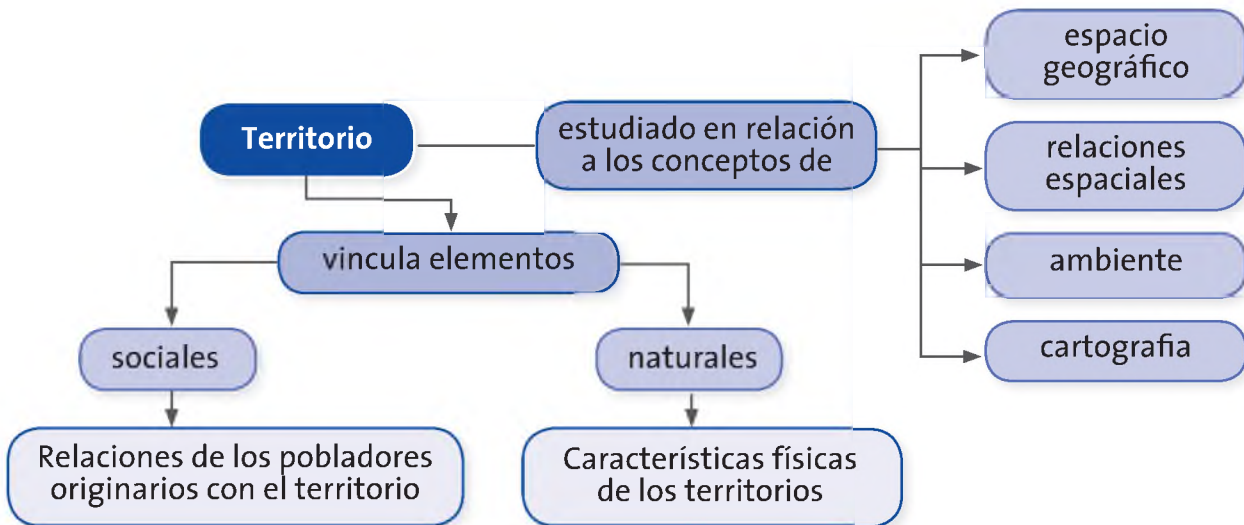 espacio
geográfico
Territorio
estudiado en relación
a los conceptos de
relaciones
espaciales
vincula elementos
ambiente
sociales
naturales
cartografia
Relaciones de los pobladores
originarios con el territorio
Características físicas
de los territorios